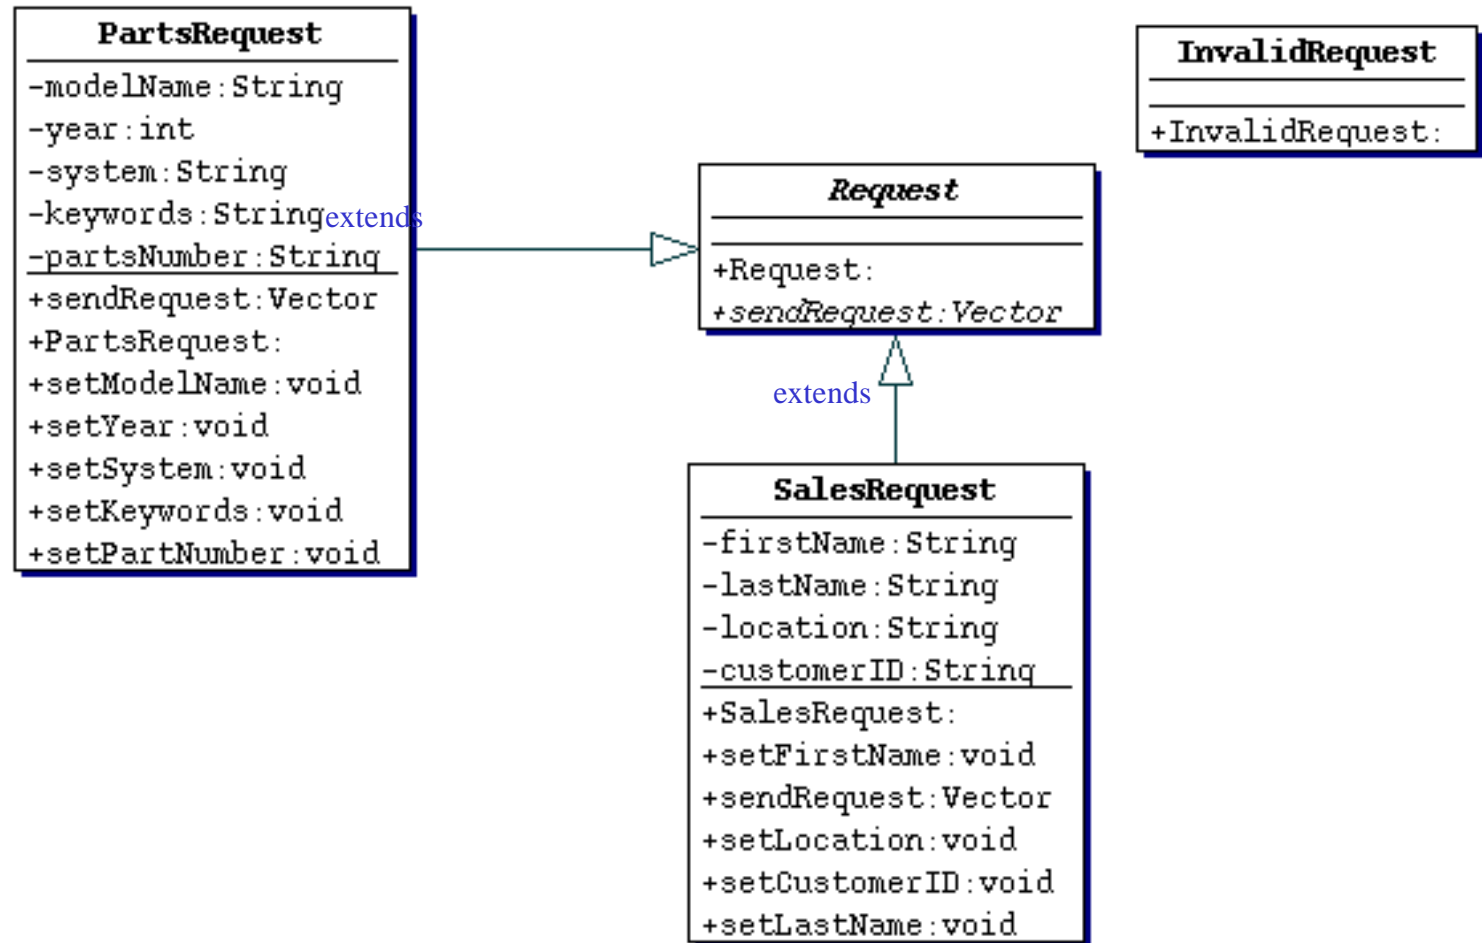 PartsRequest
-modelName:String
-year:int
-system:String
-keywords:String
-partsNumber:String
+sendRequest:Vector
+PartsRequest:
+setModelName:void
+setYear:void
+setSystem:void
+setKeywords:void
+setPartNumber:void
extends
Request
+Request:
+sendRequest:Vector
extends
SalesRequest
-firstName:String
-lastName:String
-location:String
-customerID:String
+SalesRequest:
+setFirstName:void
+sendRequest:Vector
+setLocation:void
+setCustomerID:void
+setLastName:void
InvalidRequest
+InvalidRequest: